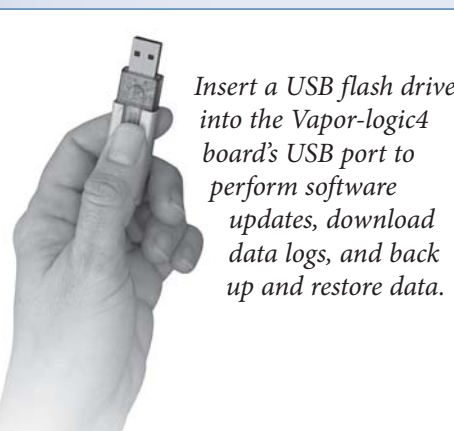 Insert a USB flash drive
into the Vapor-logic4
board's USB port to
perform software
updates, download
data logs, and back
up and restore data.